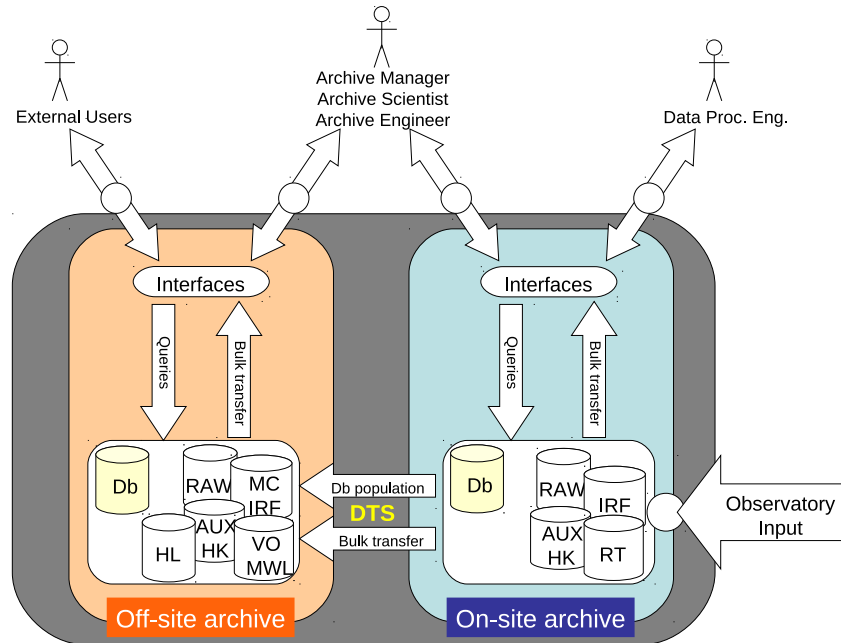 External Users
Archive Manager
Archive Scientist
Archive Engineer
Data Proc. Eng.
Interfaces
Interfaces
Queries
Bulk transfer
Queries
Bulk transfer
Db
RAW
MC
IRF
AUX
HK
HL
VO
MWL
Db population
DTS
Bulk transfer
Db
RAW
IRF
AUX
HK
RT
Observatory
Input
Off-site archive
On-site archive